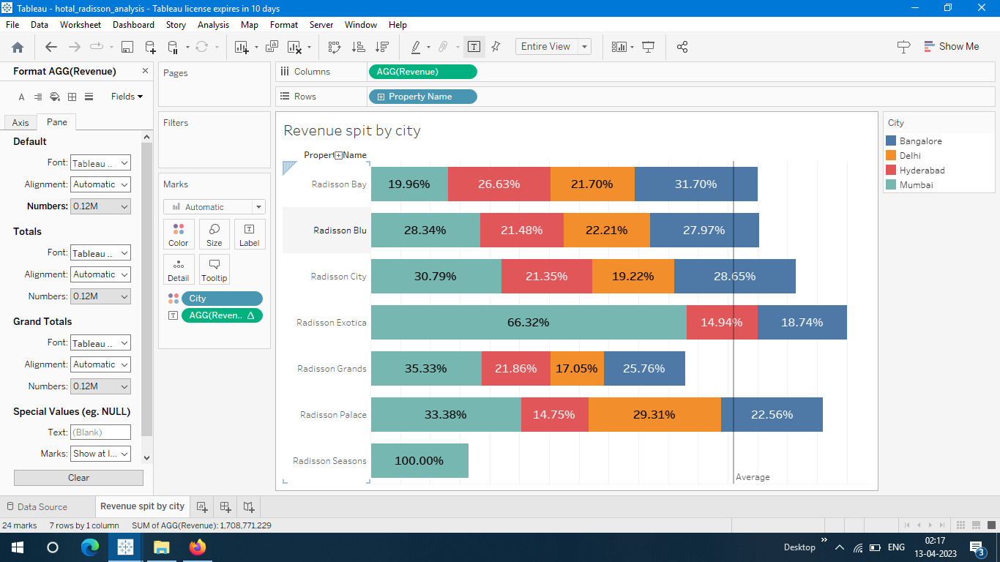 Tableau - hotal_radisson_analysis - Tableau license expires in 10 days
File Data Worksheet Dashboard Story Analysis Map Format Server Window Help
Entire View
Show Me
Format AGG(Revenue)
Fields
Axis Pane
Default
Font: Tableau ..
Alignment: Automatic
Numbers: 0.12M
Totals
Font: Tableau ..
Alignment: Automatic
Numbers: 0.12M
Grand Totals
Font: Tableau ..
Alignment: Automatic
Numbers: 0.12M
Special Values (eg. NULL)
Text: (Blank)
Marks: Show at I...
Clear
Pages
Filters
Marks
Automatic
Color Size Label
Detail Tooltip
City
AGG(Reven..
Columns AGG(Revenue)
Rows Property Name
Revenue spit by city
Propert Name
Radisson Bay 19.96% 26.63% 21.70% 31.70%
Radisson Blu 28.34% 21.48% 22.21% 27.97%
Radisson City 30.79% 21.35% 19.22% 28.65%
Radisson Exotica 66.32% 14.94% 18.74%
Radisson Grands 35.33% 21.86% 17.05% 25.76%
Radisson Palace 33.38% 14.75% 29.31% 22.56%
Radisson Seasons 100.00%
Average
City
Bangalore
Delhi
Hyderabad
Mumbai
Data Source Revenue spit by city
24 marks 7 rows by 1 column SUM of AGG(Revenue): 1,708,771,229
Desktop ENG 02:17
13-04-2023 3